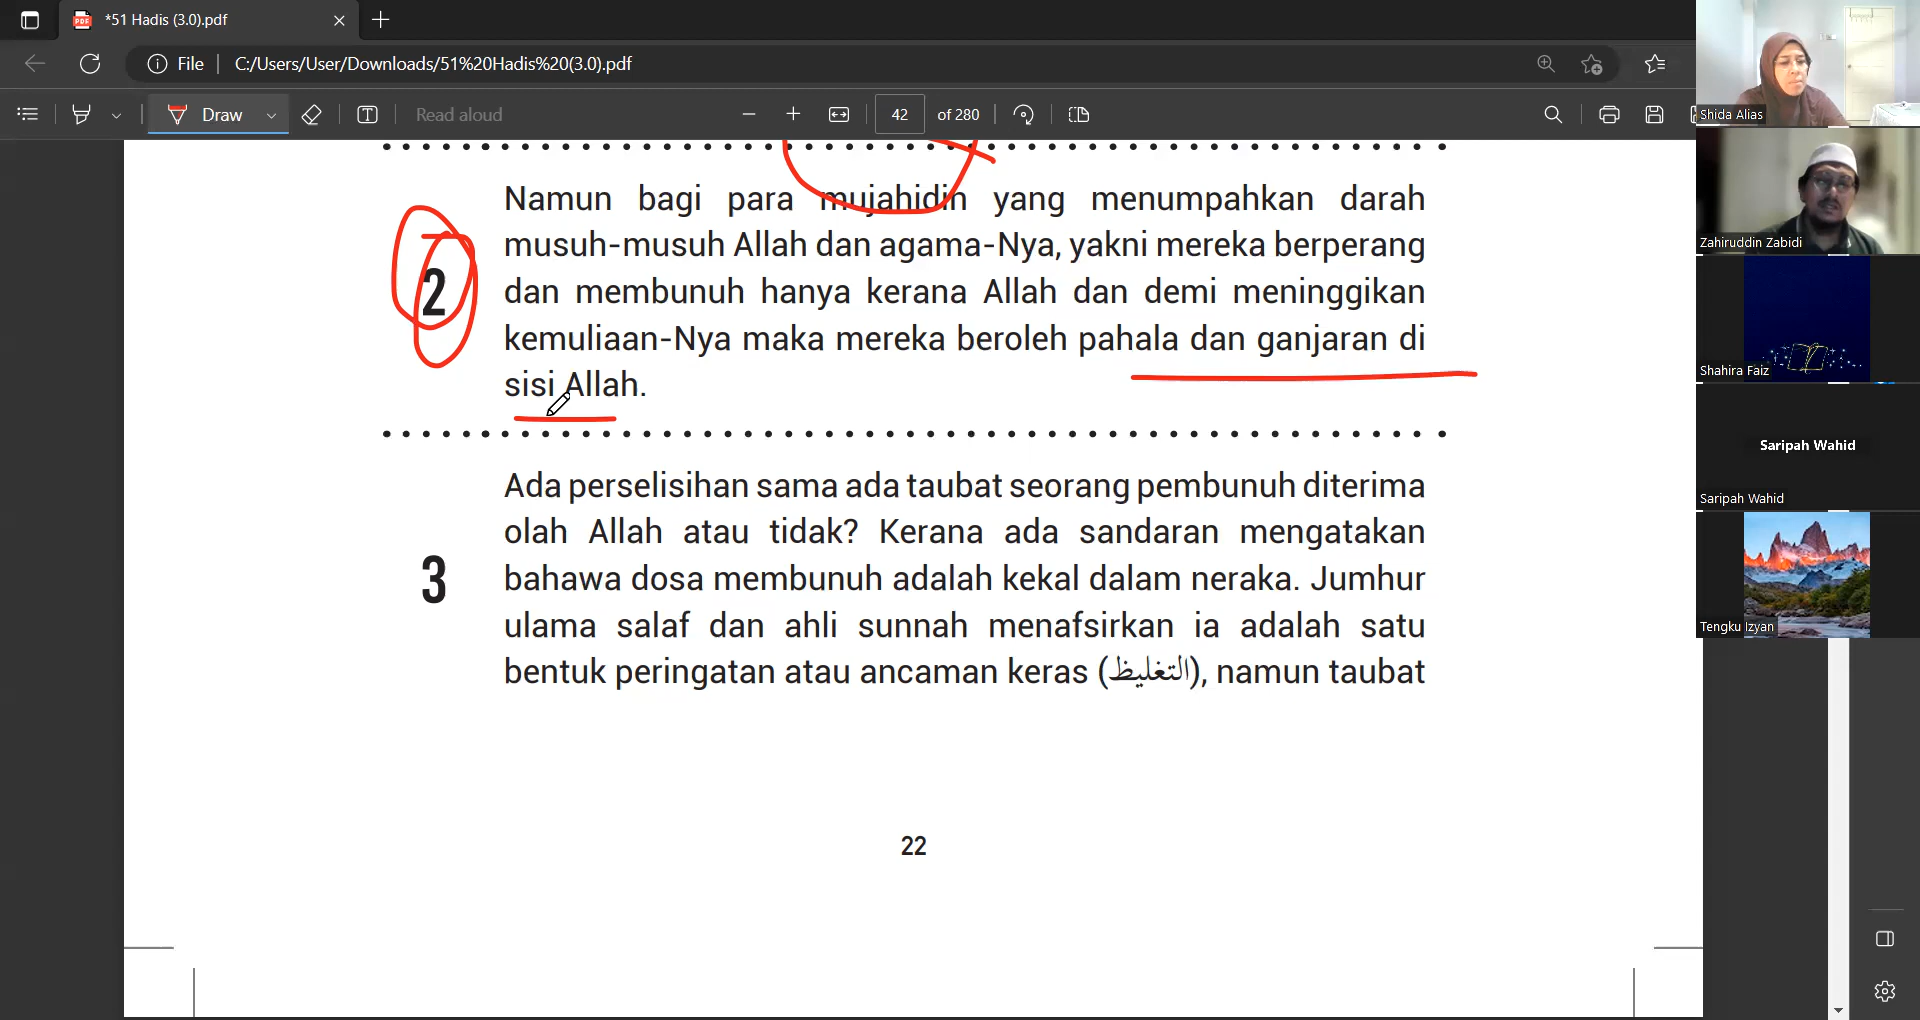 *51 Hadis (3.0).pdf
File
C:/Users/User/Downloads/51%20Hadis%20(3.0).pdf
Draw
Read aloud
42 of 280
Namun bagi para mujahidin yang menumpahkan darah
musuh-musuh Allah dan agama-Nya, yakni mereka berperang
2
dan membunuh hanya kerana Allah dan demi meninggikan
kemuliaan-Nya maka mereka beroleh pahala dan ganjaran di
sisi Allah.
Ada perselisihan sama ada taubat seorang pembunuh diterima
olah Allah atau tidak? Kerana ada sandaran mengatakan
3
bahawa dosa membunuh adalah kekal dalam neraka. Jumhur
ulama salaf dan ahli sunnah menafsirkan ia adalah satu
bentuk peringatan atau ancaman keras (التغليظ), namun taubat
22
Shida Alias
Zahiruddin Zabidi
Shahira Faiz
Saripah Wahid
Saripah Wahid
Tengku Izyan